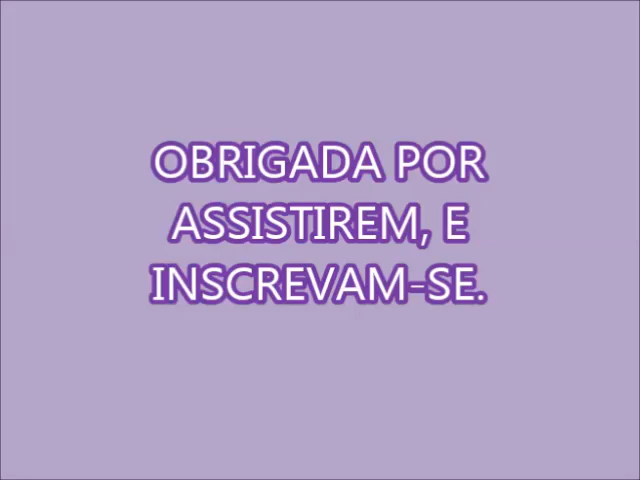 OBRIGADA POR
ASSISTIREM, E
INSCREVAM-SE.